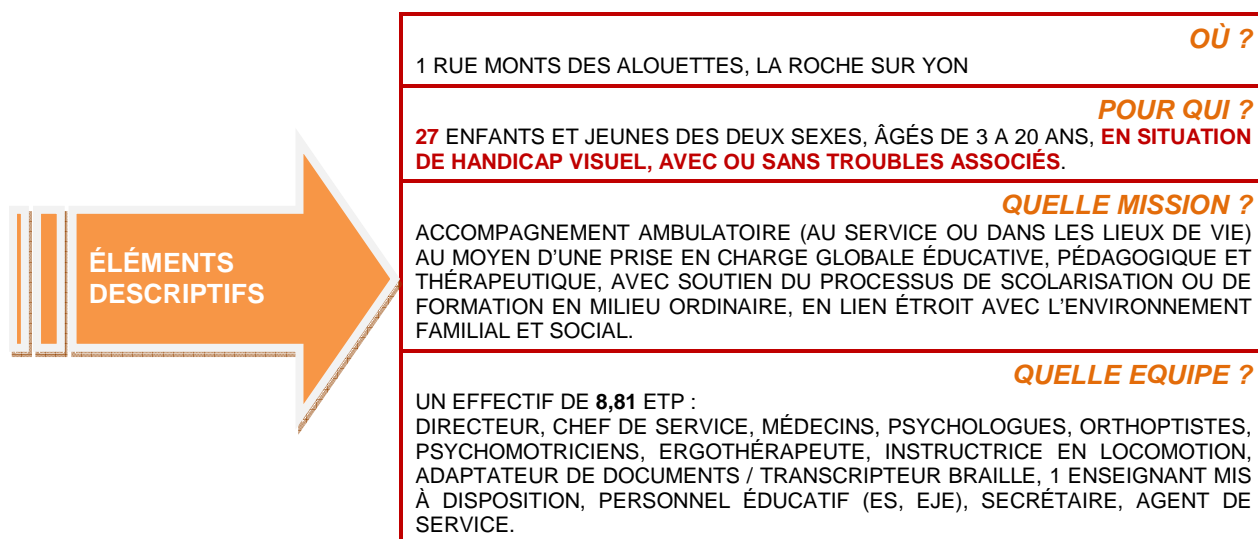 ÉLÉMENTS
DESCRIPTIFS
OÙ ?
1 RUE MONTS DES ALOUETTES, LA ROCHE SUR YON
POUR QUI ?
27 ENFANTS ET JEUNES DES DEUX SEXES, ÂGÉS DE 3 A 20 ANS, EN SITUATION
DE HANDICAP VISUEL, AVEC OU SANS TROUBLES ASSOCIÉS.
QUELLE MISSION ?
ACCOMPAGNEMENT AMBULATOIRE (AU SERVICE OU DANS LES LIEUX DE VIE)
AU MOYEN D’UNE PRISE EN CHARGE GLOBALE ÉDUCATIVE, PÉDAGOGIQUE ET
THÉRAPEUTIQUE, AVEC SOUTIEN DU PROCESSUS DE SCOLARISATION OU DE
FORMATION EN MILIEU ORDINAIRE, EN LIEN ÉTROIT AVEC L’ENVIRONNEMENT
FAMILIAL ET SOCIAL.
QUELLE EQUIPE ?
UN EFFECTIF DE 8,81 ETP :
DIRECTEUR, CHEF DE SERVICE, MÉDECINS, PSYCHOLOGUES, ORTHOPTISTES,
PSYCHOMOTRICIENS, ERGOTHÉRAPEUTE, INSTRUCTRICE EN LOCOMOTION,
ADAPTATEUR DE DOCUMENTS / TRANSCRIPTEUR BRAILLE, 1 ENSEIGNANT MIS
À DISPOSITION, PERSONNEL ÉDUCATIF (ES, EJE), SECRÉTAIRE, AGENT DE
SERVICE.